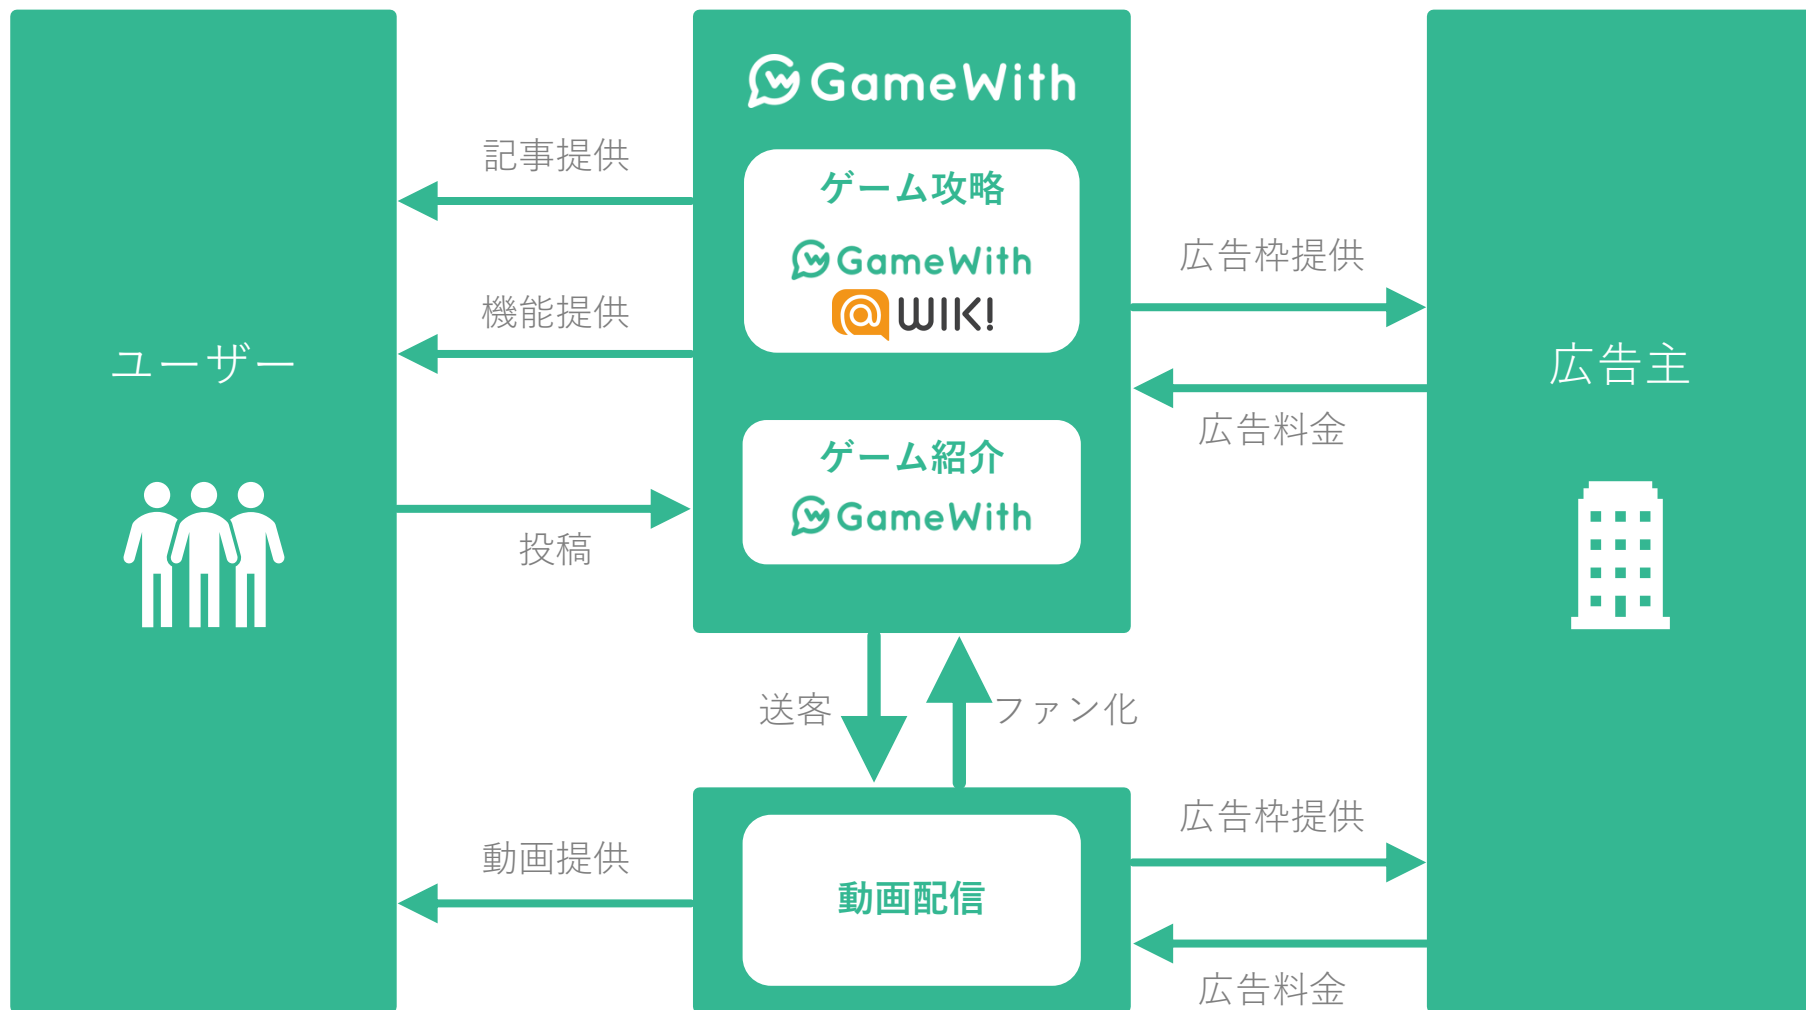 ユーザー
記事提供
機能提供
投稿
動画提供
GameWith
ゲーム攻略
GameWith
@WIKI!
ゲーム紹介
GameWith
送客
ファン化
動画配信
広告枠提供
広告料金
広告枠提供
広告料金
広告主